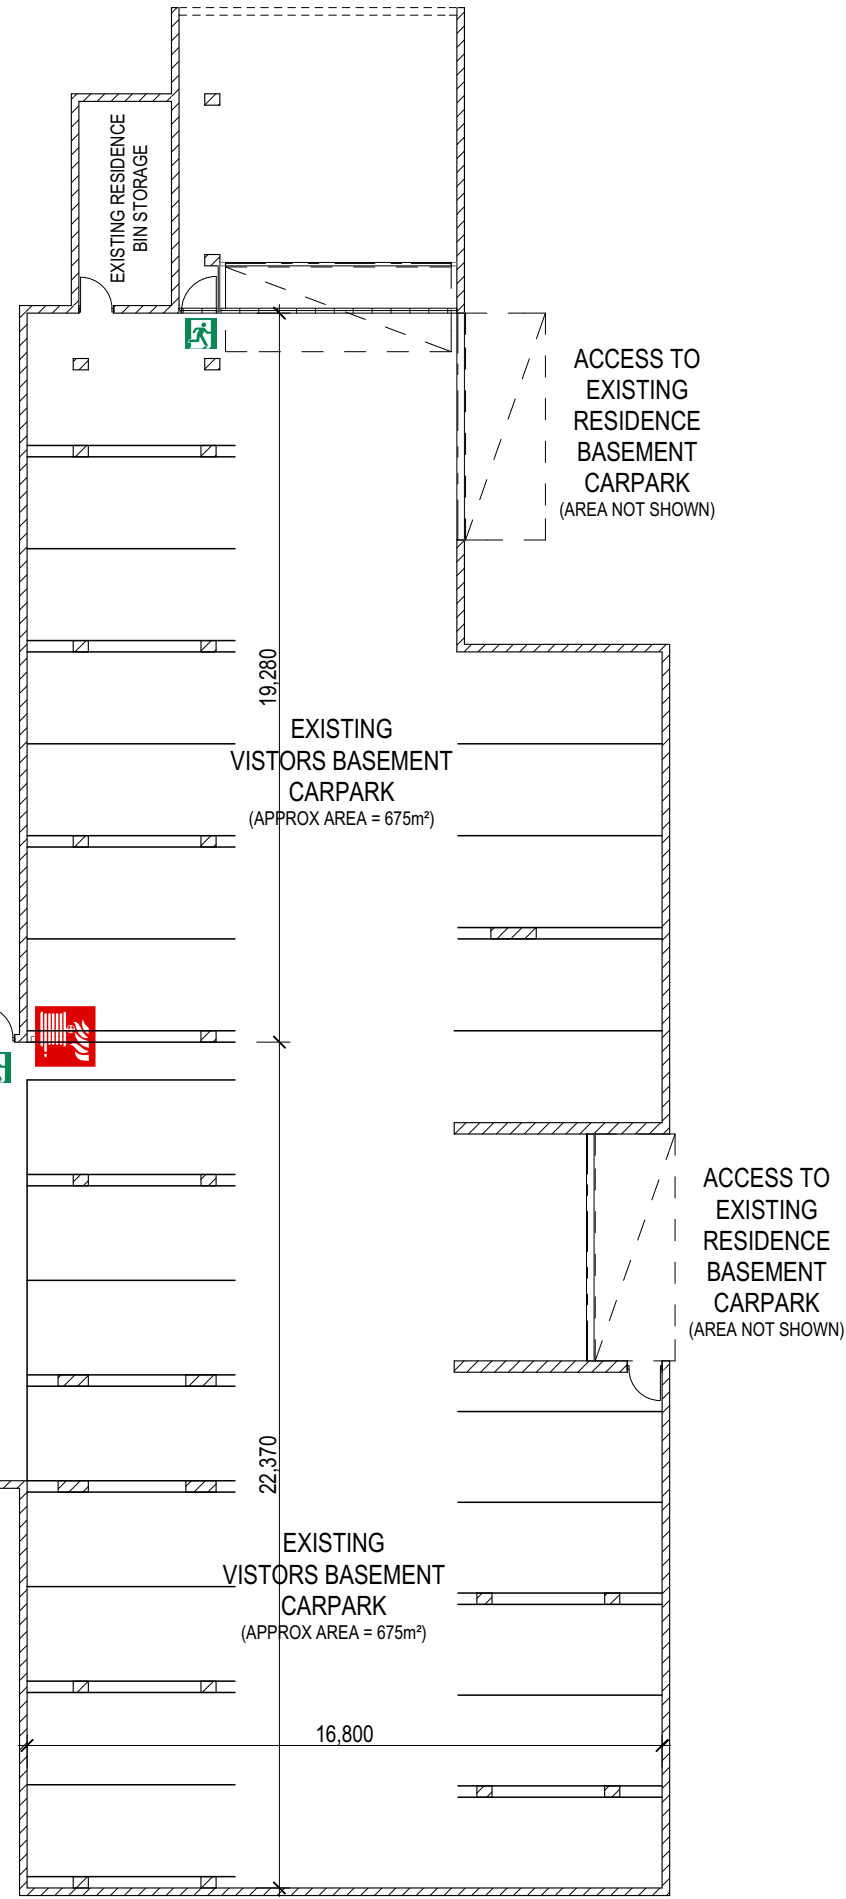 EXISTING RESIDENCE
BIN STORAGE
ACCESS TO
EXISTING
RESIDENCE
BASEMENT
CARPARK
(AREA NOT SHOWN)
19,280
EXISTING
VISTORS BASEMENT
CARPARK
(APPROX AREA = 675m²)
ACCESS TO
EXISTING
RESIDENCE
BASEMENT
CARPARK
(AREA NOT SHOWN)
22,370
EXISTING
VISTORS BASEMENT
CARPARK
(APPROX AREA = 675m²)
16,800